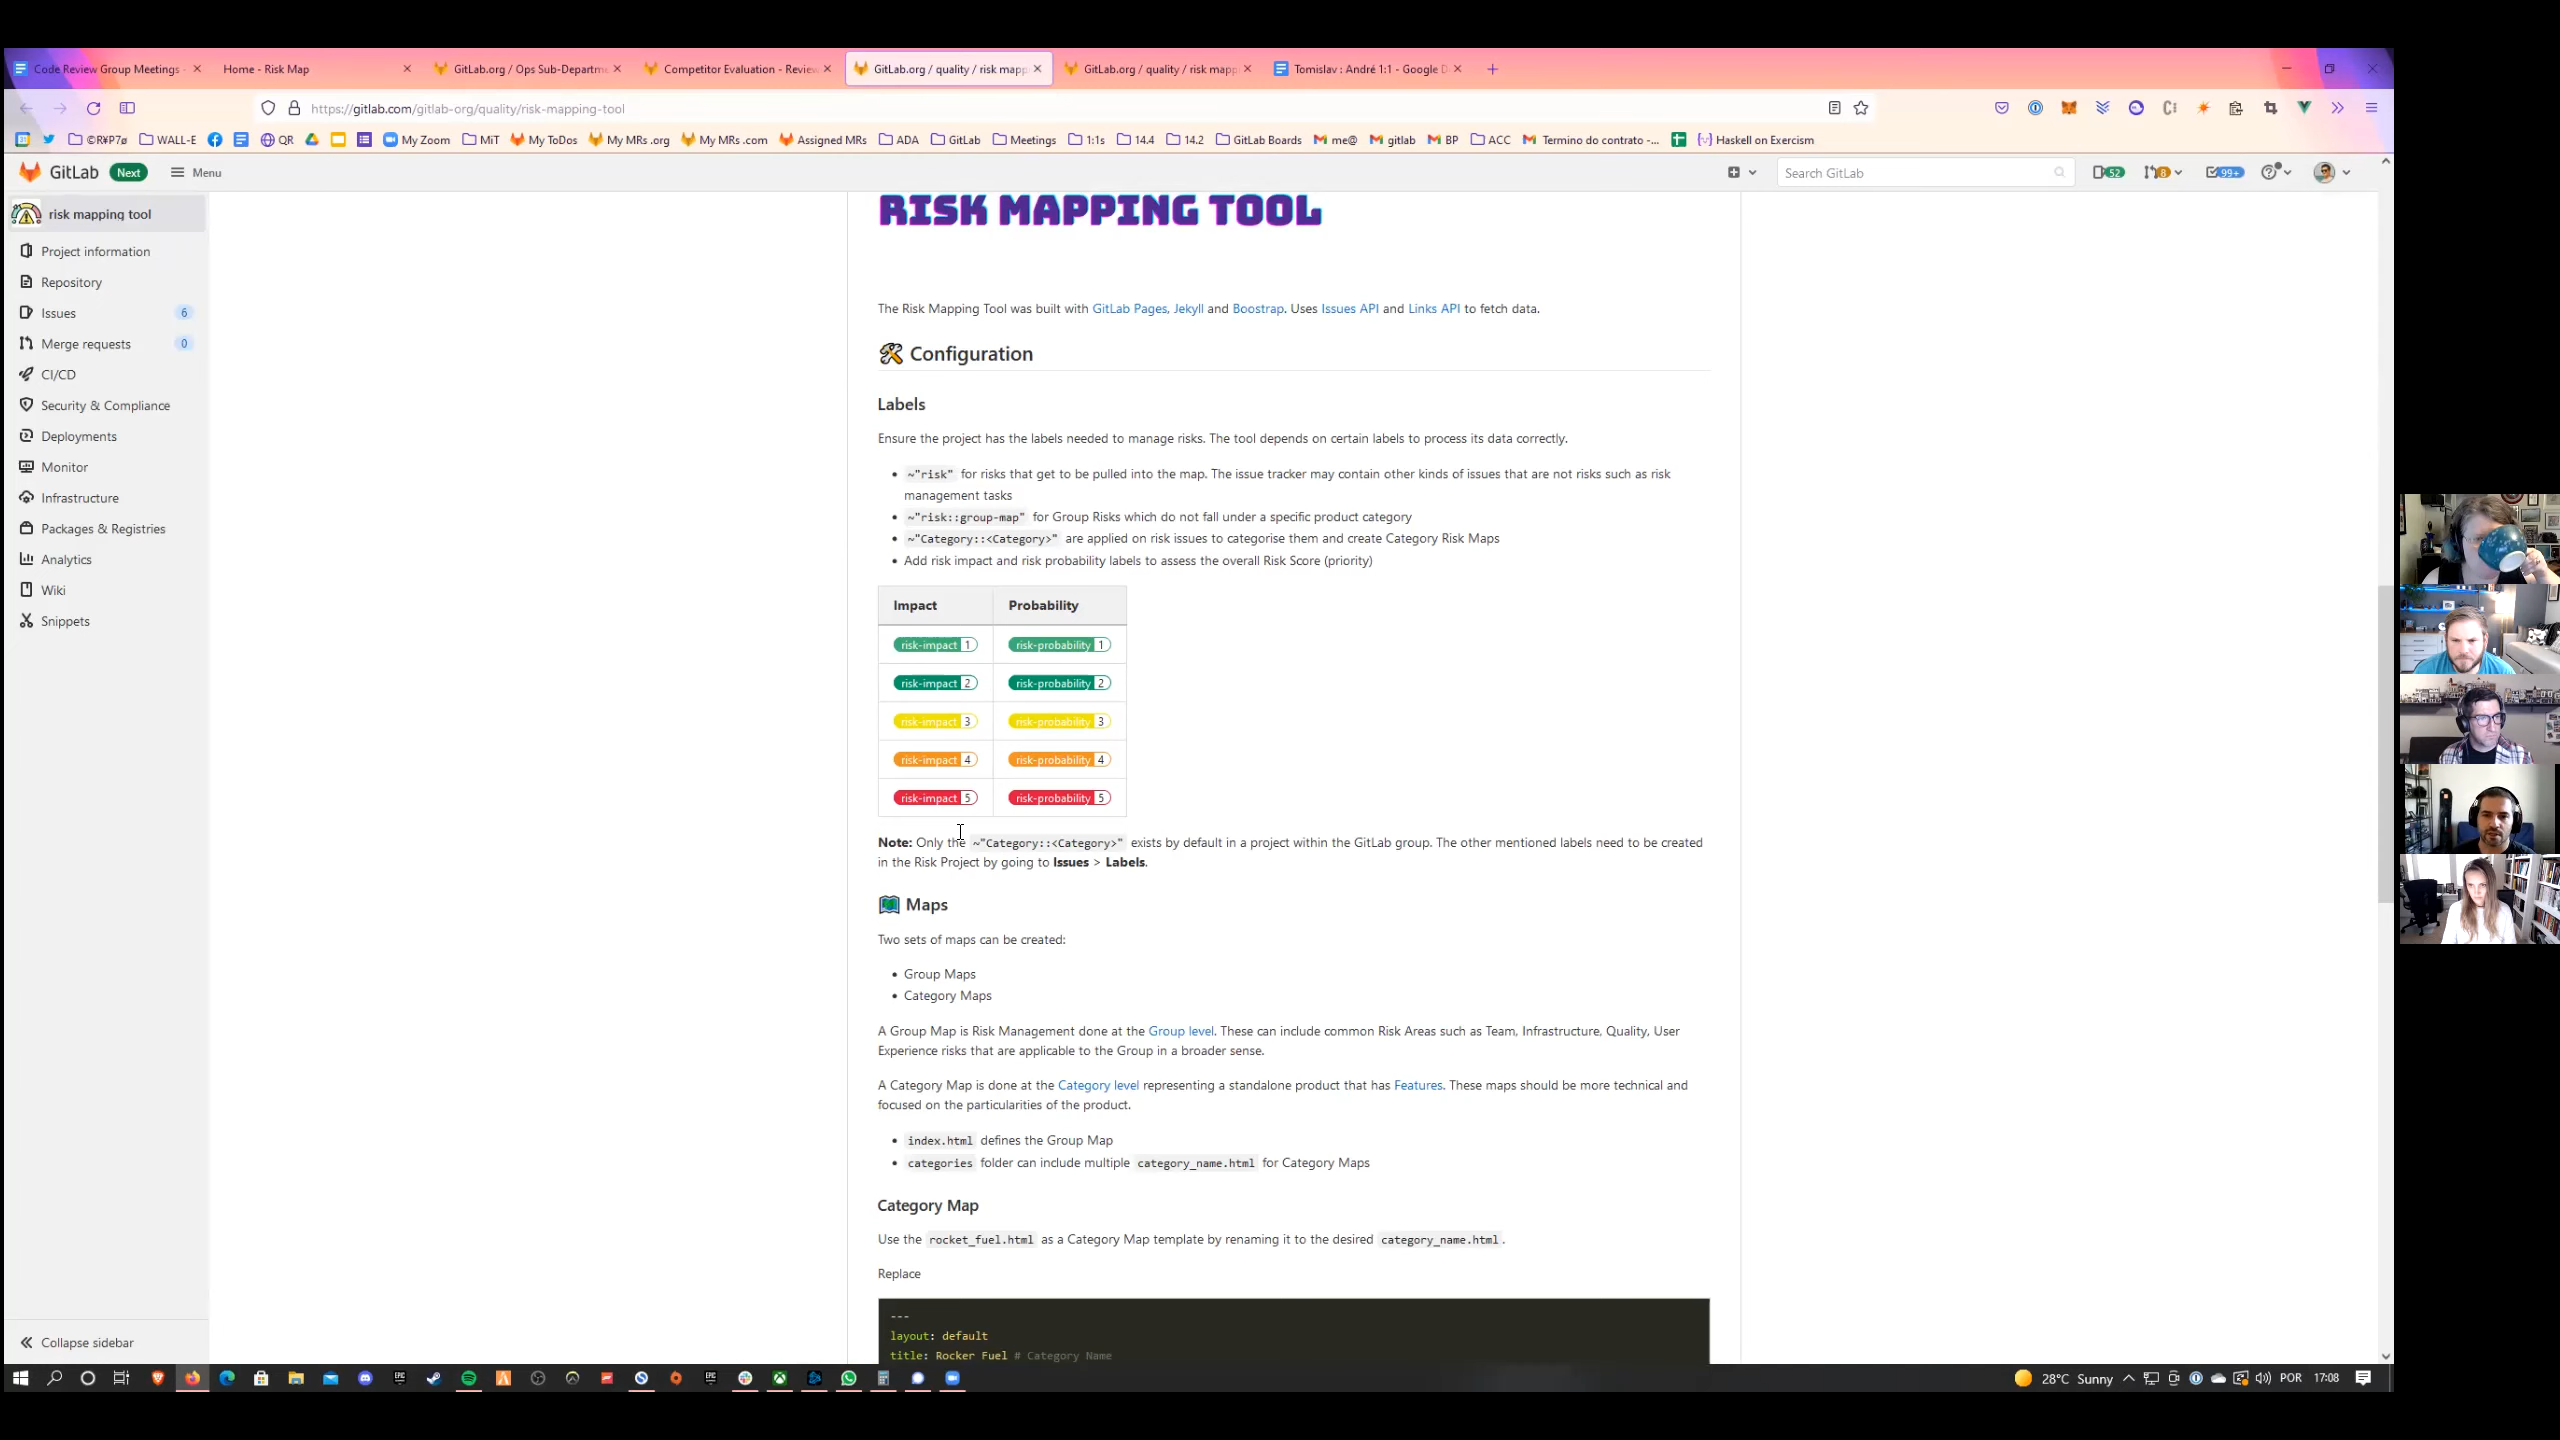 Code Review Group Meetings -
Home - Risk Map
GitLab.org / Ops Sub-Departm
Competitor Evaluation - Review
GitLab.org / quality / risk mapp
GitLab.org / quality / risk mapp
Tomislav : André 1:1 - Google D
https://gitlab.com/gitlab-org/quality/risk-mapping-tool
©R¥P7ø WALL-E QR My Zoom MiT My ToDos My MRs .org My MRs .com Assigned MRs ADA GitLab Meetings 1:1s 14.4 14.2 GitLab Boards me@ gitlab BP ACC Termino do contrato -... Haskell on Exercism
GitLab Next Menu
Search GitLab
52 8 99+
risk mapping tool
Project information
Repository
Issues 6
Merge requests 0
CI/CD
Security & Compliance
Deployments
Monitor
Infrastructure
Packages & Registries
Analytics
Wiki
Snippets
Collapse sidebar
RISK MAPPING TOOL
The Risk Mapping Tool was built with GitLab Pages, Jekyll and Boostrap. Uses Issues API and Links API to fetch data.
Configuration
Labels
Ensure the project has the labels needed to manage risks. The tool depends on certain labels to process its data correctly.
~"risk" for risks that get to be pulled into the map. The issue tracker may contain other kinds of issues that are not risks such as risk
management tasks
~"risk::group-map" for Group Risks which do not fall under a specific product category
~"Category::<Category>" are applied on risk issues to categorise them and create Category Risk Maps
Add risk impact and risk probability labels to assess the overall Risk Score (priority)
Impact Probability
risk-impact 1 risk-probability 1
risk-impact 2 risk-probability 2
risk-impact 3 risk-probability 3
risk-impact 4 risk-probability 4
risk-impact 5 risk-probability 5
Note: Only the ~"Category::<Category>" exists by default in a project within the GitLab group. The other mentioned labels need to be created
in the Risk Project by going to Issues > Labels.
Maps
Two sets of maps can be created:
Group Maps
Category Maps
A Group Map is Risk Management done at the Group level. These can include common Risk Areas such as Team, Infrastructure, Quality, User
Experience risks that are applicable to the Group in a broader sense.
A Category Map is done at the Category level representing a standalone product that has Features. These maps should be more technical and
focused on the particularities of the product.
index.html defines the Group Map
categories folder can include multiple category_name.html for Category Maps
Category Map
Use the rocket_fuel.html as a Category Map template by renaming it to the desired category_name.html.
Replace
---
layout: default
title: Rocker Fuel # Category Name
28°C Sunny POR 17:08